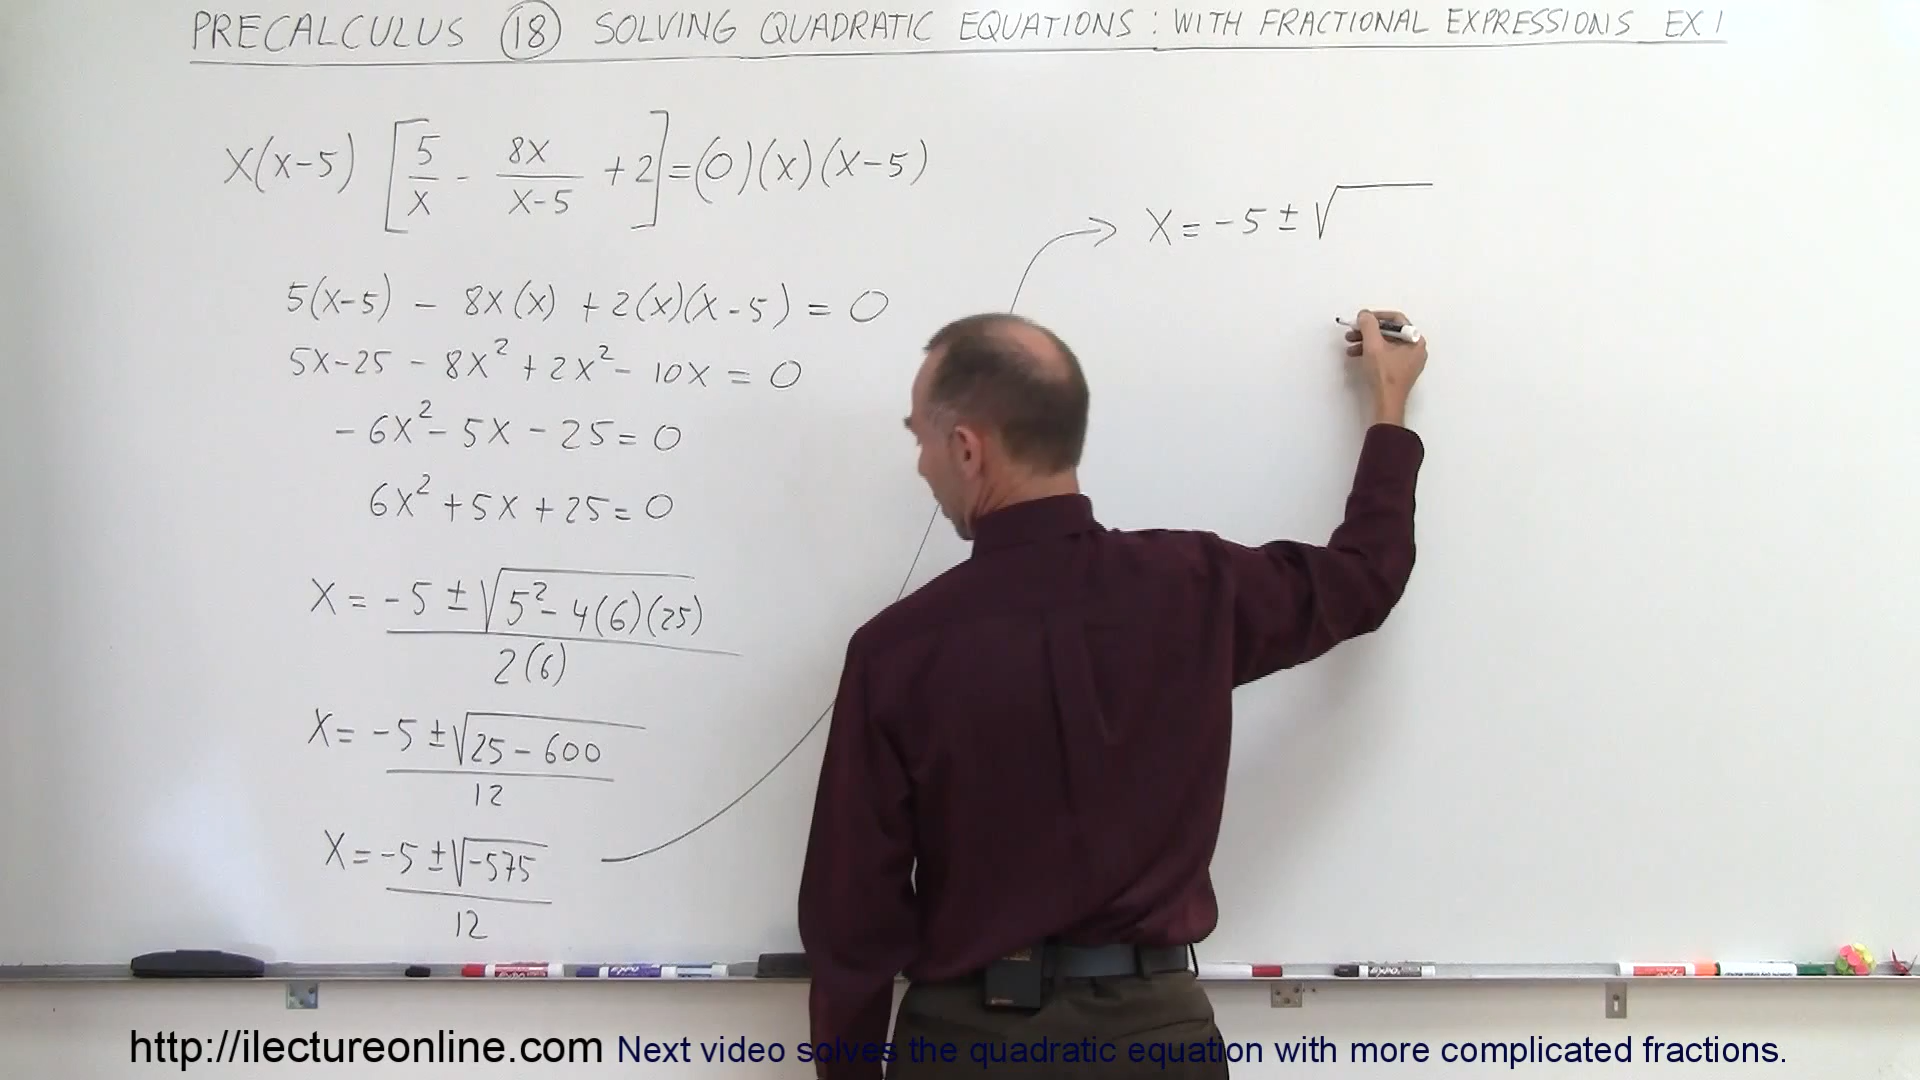 PRECALCULUS (18) SOLVING QUADRATIC EQUATIONS : WITH FRACTIONAL EXPRESSIONS EX 1
X(X-5) [5/X - 8X/(X-5) + 2] = (0)(X)(X-5)
5(X-5) - 8X(X) + 2(X)(X-5) = 0
5X-25 - 8X² + 2X² - 10X = 0
-6X² - 5X - 25 = 0
6X² + 5X + 25 = 0
X = -5 ± √5² - 4(6)(25)
2(6)
X = -5 ± √25 - 600
12
X = -5 ± √-575
12
X = -5 ± √
EXPO
EXPO
EXPO
http://ilectureonline.com Next video solves the quadratic equation with more complicated fractions.